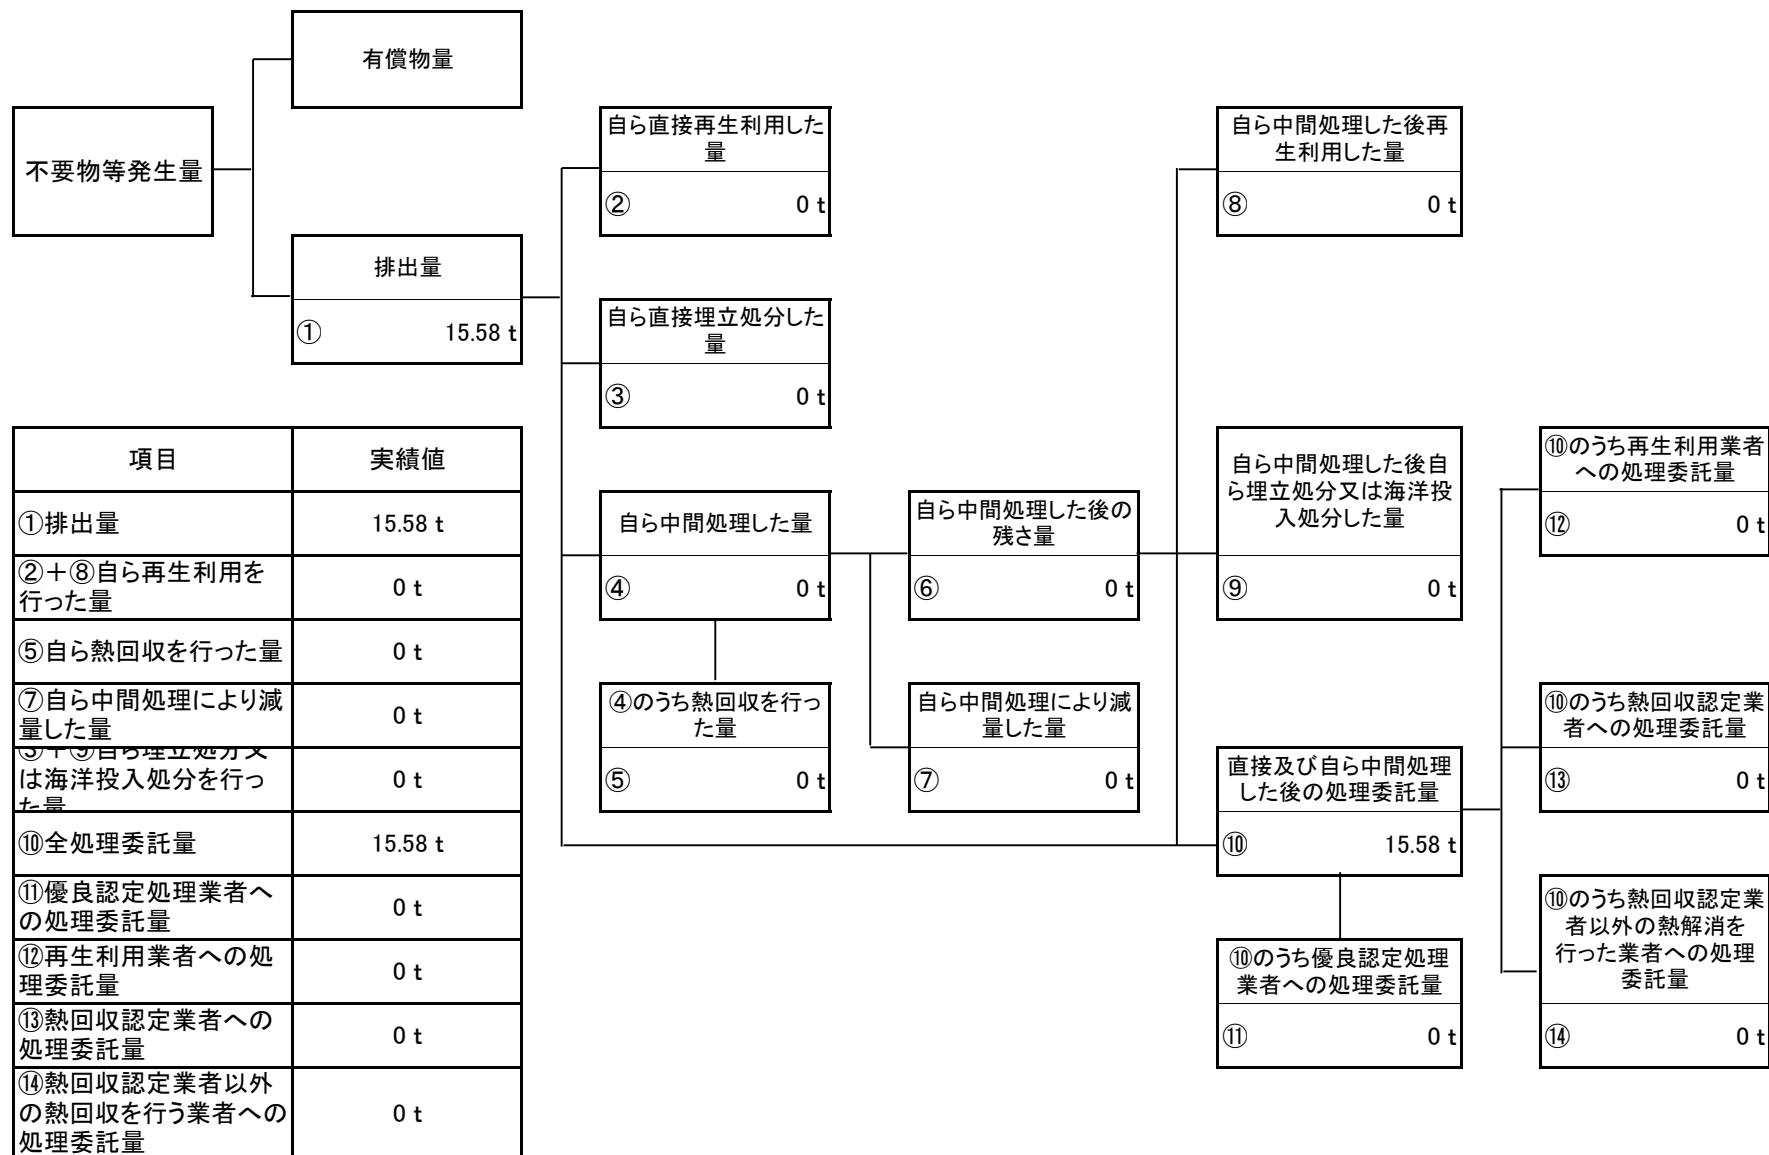 有償物量
不要物等発生量
排出量
①
15.58 t
自ら直接再生利用した
量
②
0 t
自ら直接埋立処分した
量
③
0 t
自ら中間処理した量
④
0 t
④のうち熱回収を行っ
た量
⑤
0 t
自ら中間処理した後の
残さ量
⑥
0 t
自ら中間処理により減
量した量
⑦
0 t
自ら中間処理した後再
生利用した量
⑧
0 t
自ら中間処理した後自
ら埋立処分又は海洋投
入処分した量
⑨
0 t
直接及び自ら中間処理
した後の処理委託量
⑩
15.58 t
⑩のうち優良認定処理
業者への処理委託量
⑪
0 t
⑩のうち再生利用業者
への処理委託量
⑫
0 t
⑩のうち熱回収認定業
者への処理委託量
⑬
0 t
⑩のうち熱回収認定業
者以外の熱解消を
行った業者への処理
委託量
⑭
0 t
項目
実績値
①排出量
15.58 t
②＋⑧自ら再生利用を
行った量
0 t
⑤自ら熱回収を行った量
0 t
⑦自ら中間処理により減
量した量
0 t
③＋⑨自ら埋立処分又
は海洋投入処分を行っ
た量
0 t
⑩全処理委託量
15.58 t
⑪優良認定処理業者へ
の処理委託量
0 t
⑫再生利用業者への処
理委託量
0 t
⑬熱回収認定業者への
処理委託量
0 t
⑭熱回収認定業者以外
の熱回収を行う業者への
処理委託量
0 t